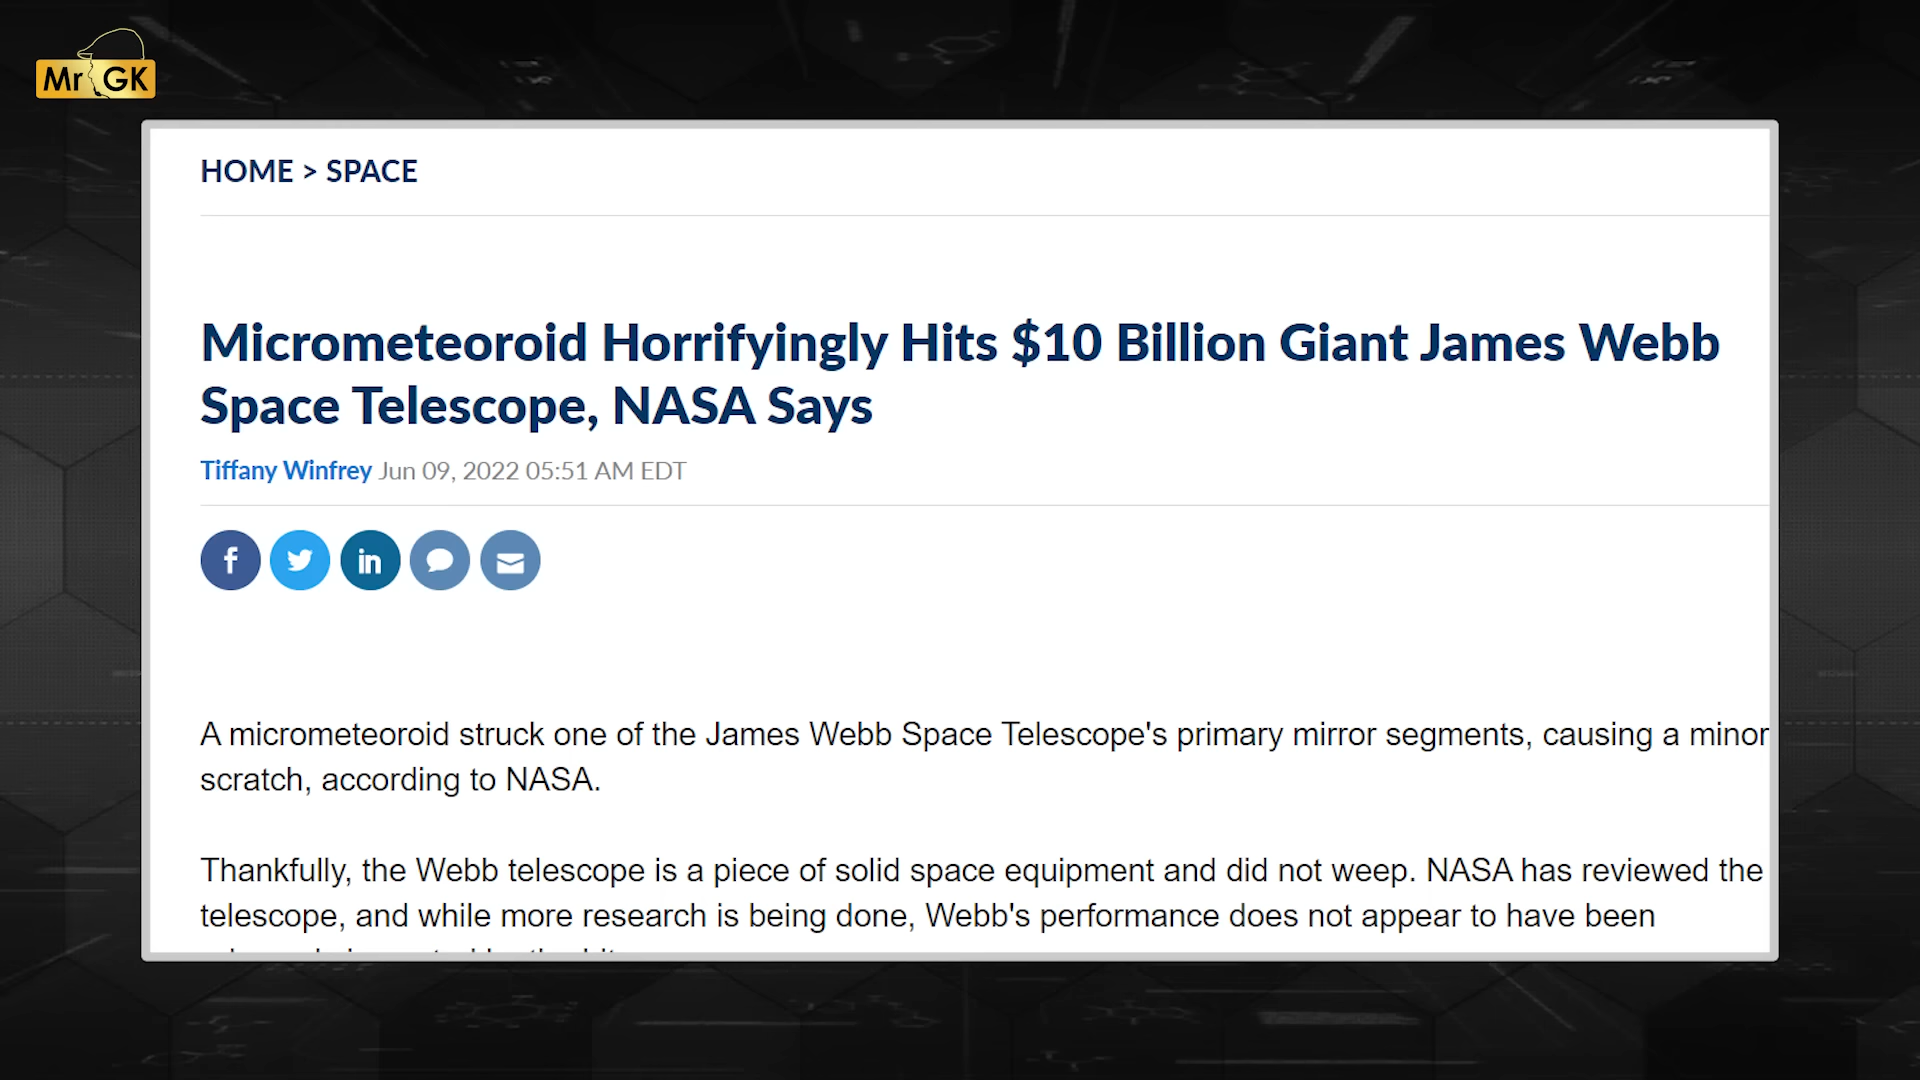 Mr GK
HOME > SPACE
Micrometeoroid Horrifyingly Hits $10 Billion Giant James Webb
Space Telescope, NASA Says
Tiffany Winfrey Jun 09, 2022 05:51 AM EDT
f in
A micrometeoroid struck one of the James Webb Space Telescope's primary mirror segments, causing a minor
scratch, according to NASA.
Thankfully, the Webb telescope is a piece of solid space equipment and did not weep. NASA has reviewed the
telescope, and while more research is being done, Webb's performance does not appear to have been